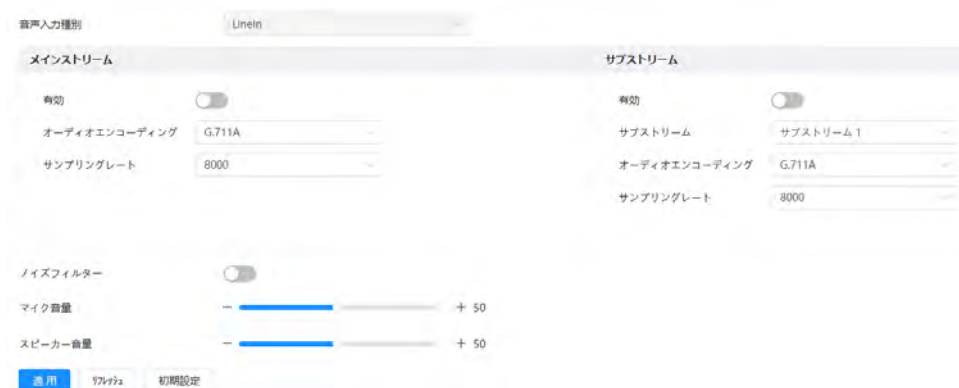 音声入力種別 LineIn
メインストリーム サブストリーム
有効 有効
オーディオエンコーディング G.711A サブストリーム サブストリーム 1
サンプリングレート 8000 オーディオエンコーディング G.711A
サンプリングレート 8000
ノイズフィルター
マイク音量 − + 50
スピーカー音量 − + 50
適用 リフレッシュ 初期設定